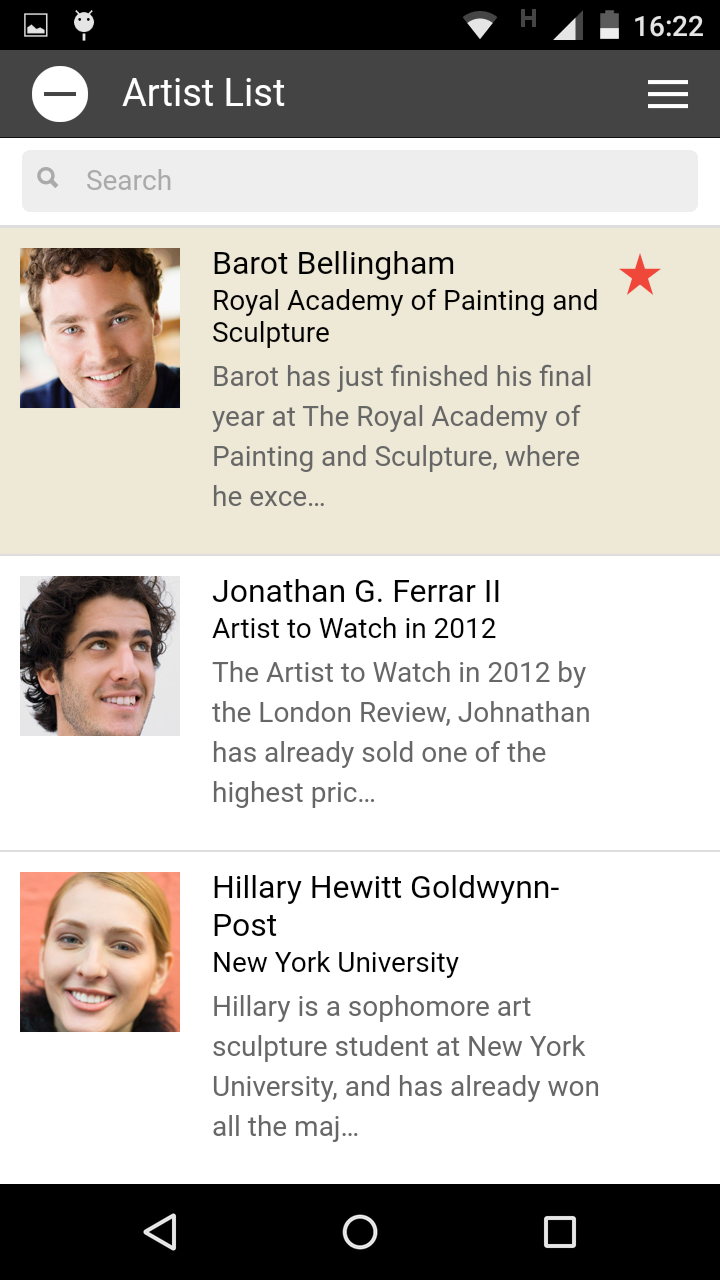 H
16:22
Artist List
Search
Barot Bellingham
Royal Academy of Painting and
Sculpture
Barot has just finished his final
year at The Royal Academy of
Painting and Sculpture, where
he exce…
Jonathan G. Ferrar II
Artist to Watch in 2012
The Artist to Watch in 2012 by
the London Review, Johnathan
has already sold one of the
highest pric…
Hillary Hewitt Goldwynn-
Post
New York University
Hillary is a sophomore art
sculpture student at New York
University, and has already won
all the maj…